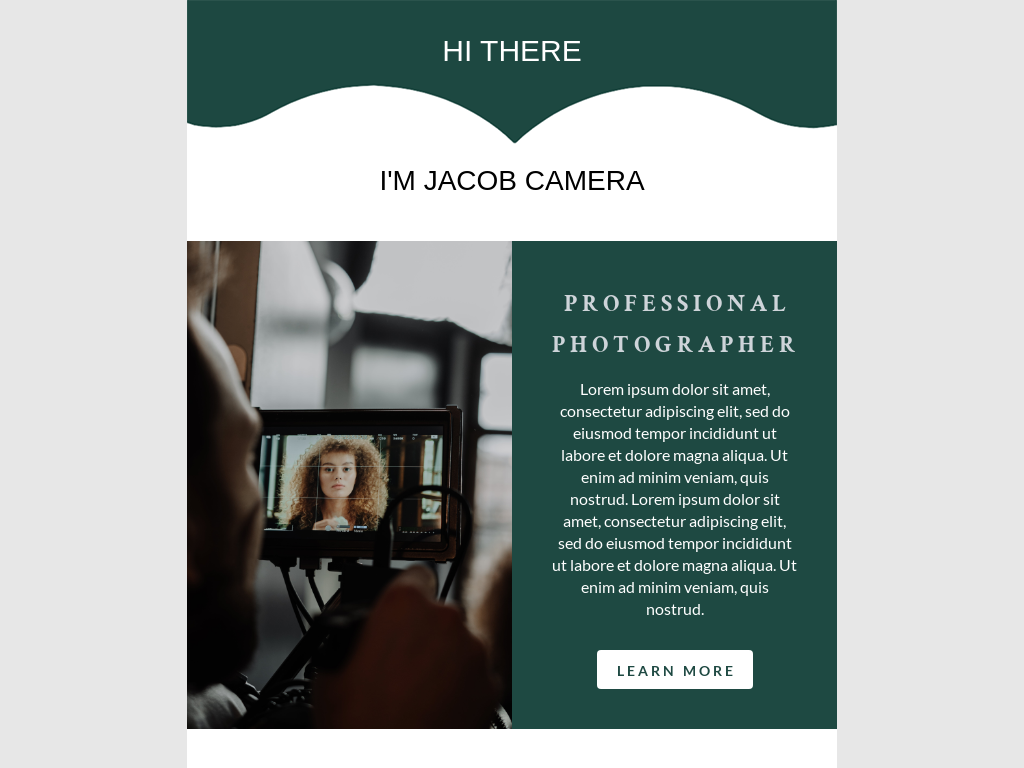 HI THERE
I'M JACOB CAMERA
PROFESSIONAL
PHOTOGRAPHER
Lorem ipsum dolor sit amet,
consectetur adipiscing elit, sed do
eiusmod tempor incididunt ut
labore et dolore magna aliqua. Ut
enim ad minim veniam, quis
nostrud. Lorem ipsum dolor sit
amet, consectetur adipiscing elit,
sed do eiusmod tempor incididunt
ut labore et dolore magna aliqua. Ut
enim ad minim veniam, quis
nostrud.
LEARN MORE